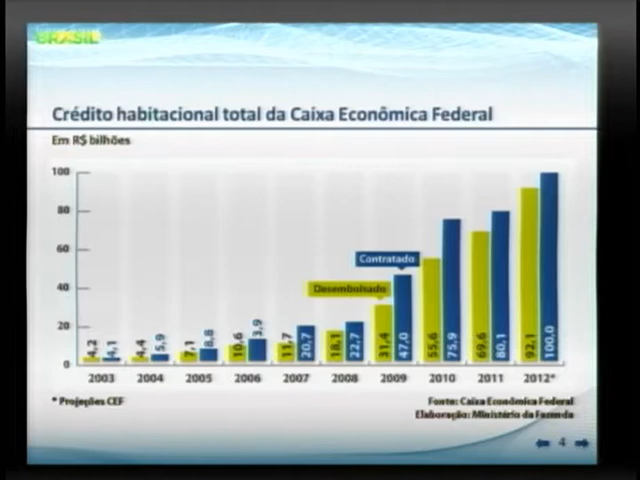 BRASIL
Crédito habitacional total da Caixa Econômica Federal
Em R$ bilhões
100
80
60
40
20
0
Contratado
Desembolsado
4,2 4,1 4,4 5,9 7,1 8,8 10,6 3,9 11,7 20,7 18,1 22,7 31,4 47,0 55,6 75,9 69,6 80,1 92,1 100,0
2003 2004 2005 2006 2007 2008 2009 2010 2011 2012*
* Projeções CEF
Fonte: Caixa Econômica Federal
Elaboração: Ministério da Fazenda
4